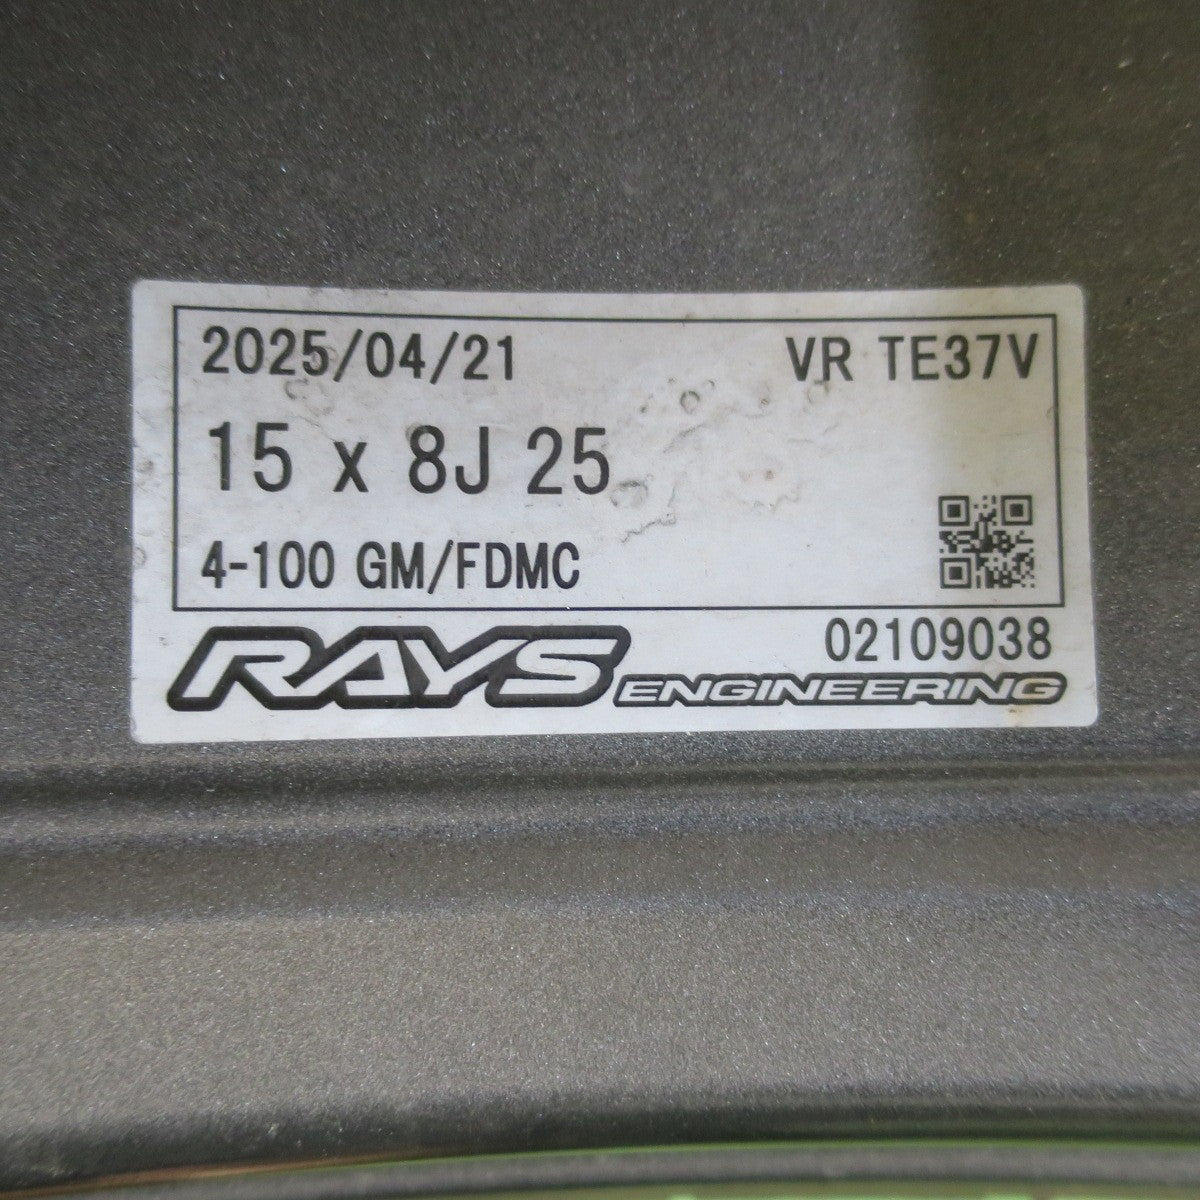 2025/04/21 VR TE37V
15 x 8J 25
4-100 GM/FDMC
02109038
RAYS ENGINEERING